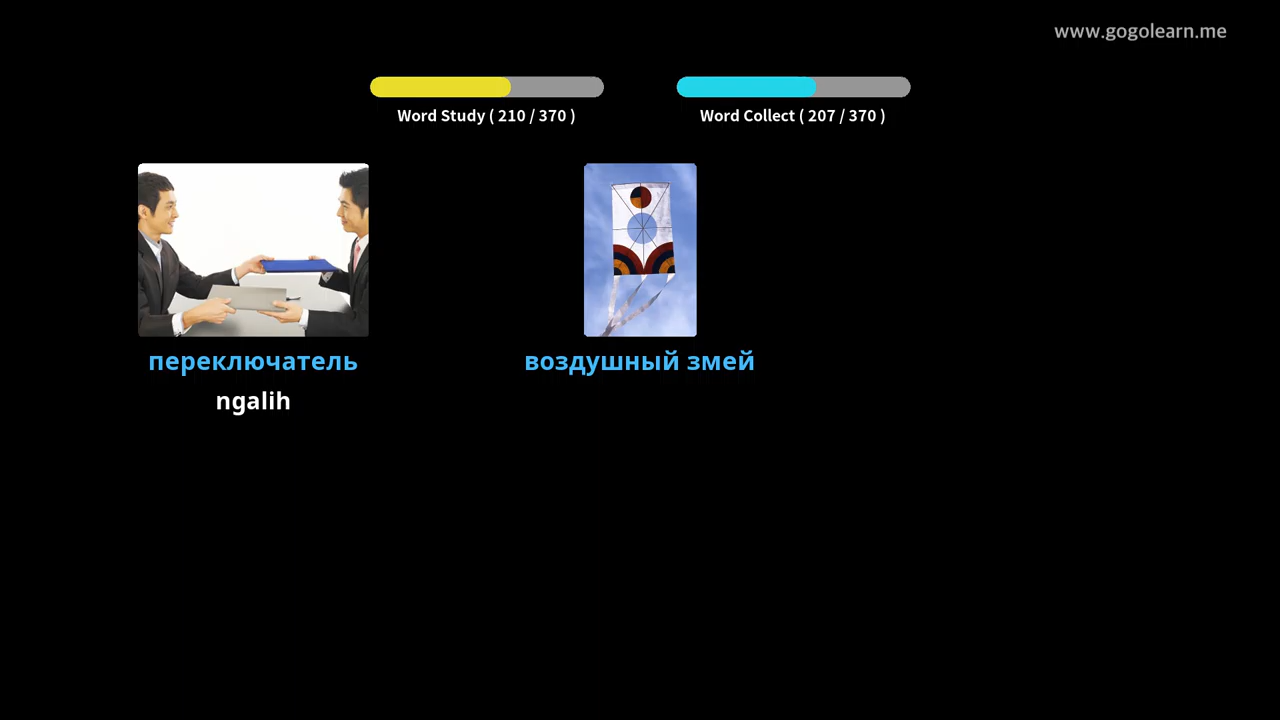 www.gogolearn.me
Word Study ( 210 / 370 )
Word Collect ( 207 / 370 )
переключатель
ngalih
воздушный змей